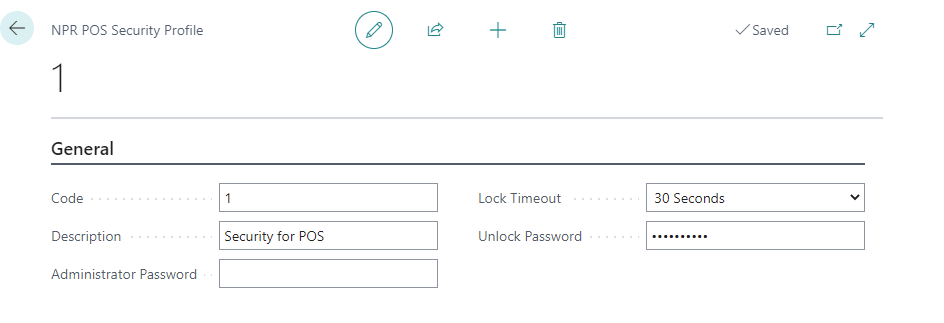 NPR POS Security Profile
Saved
1
General
Code
1
Description
Security for POS
Administrator Password
Lock Timeout
30 Seconds
Unlock Password
••••••••••